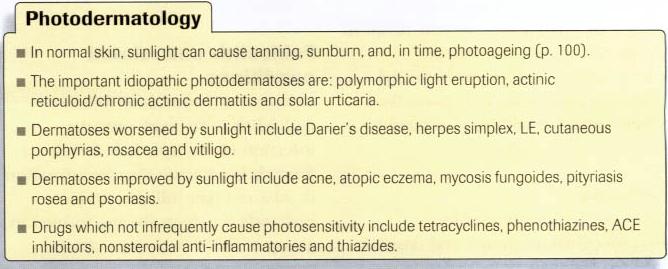 Photodermatology
■ In normal skin, sunlight can cause tanning, sunburn, and, in time, photoageing (p. 100).
■ The important idiopathic photodermatoses are: polymorphic light eruption, actinic
reticuloid/chronic actinic dermatitis and solar urticaria.
■ Dermatoses worsened by sunlight include Darier's disease, herpes simplex, LE, cutaneous
porphyrias, rosacea and vitiligo.
■ Dermatoses improved by sunlight include acne, atopic eczema, mycosis fungoides, pityriasis
rosea and psoriasis.
■ Drugs which not infrequently cause photosensitivity include tetracyclines, phenothiazines, ACE
inhibitors, nonsteroidal anti-inflammatories and thiazides.